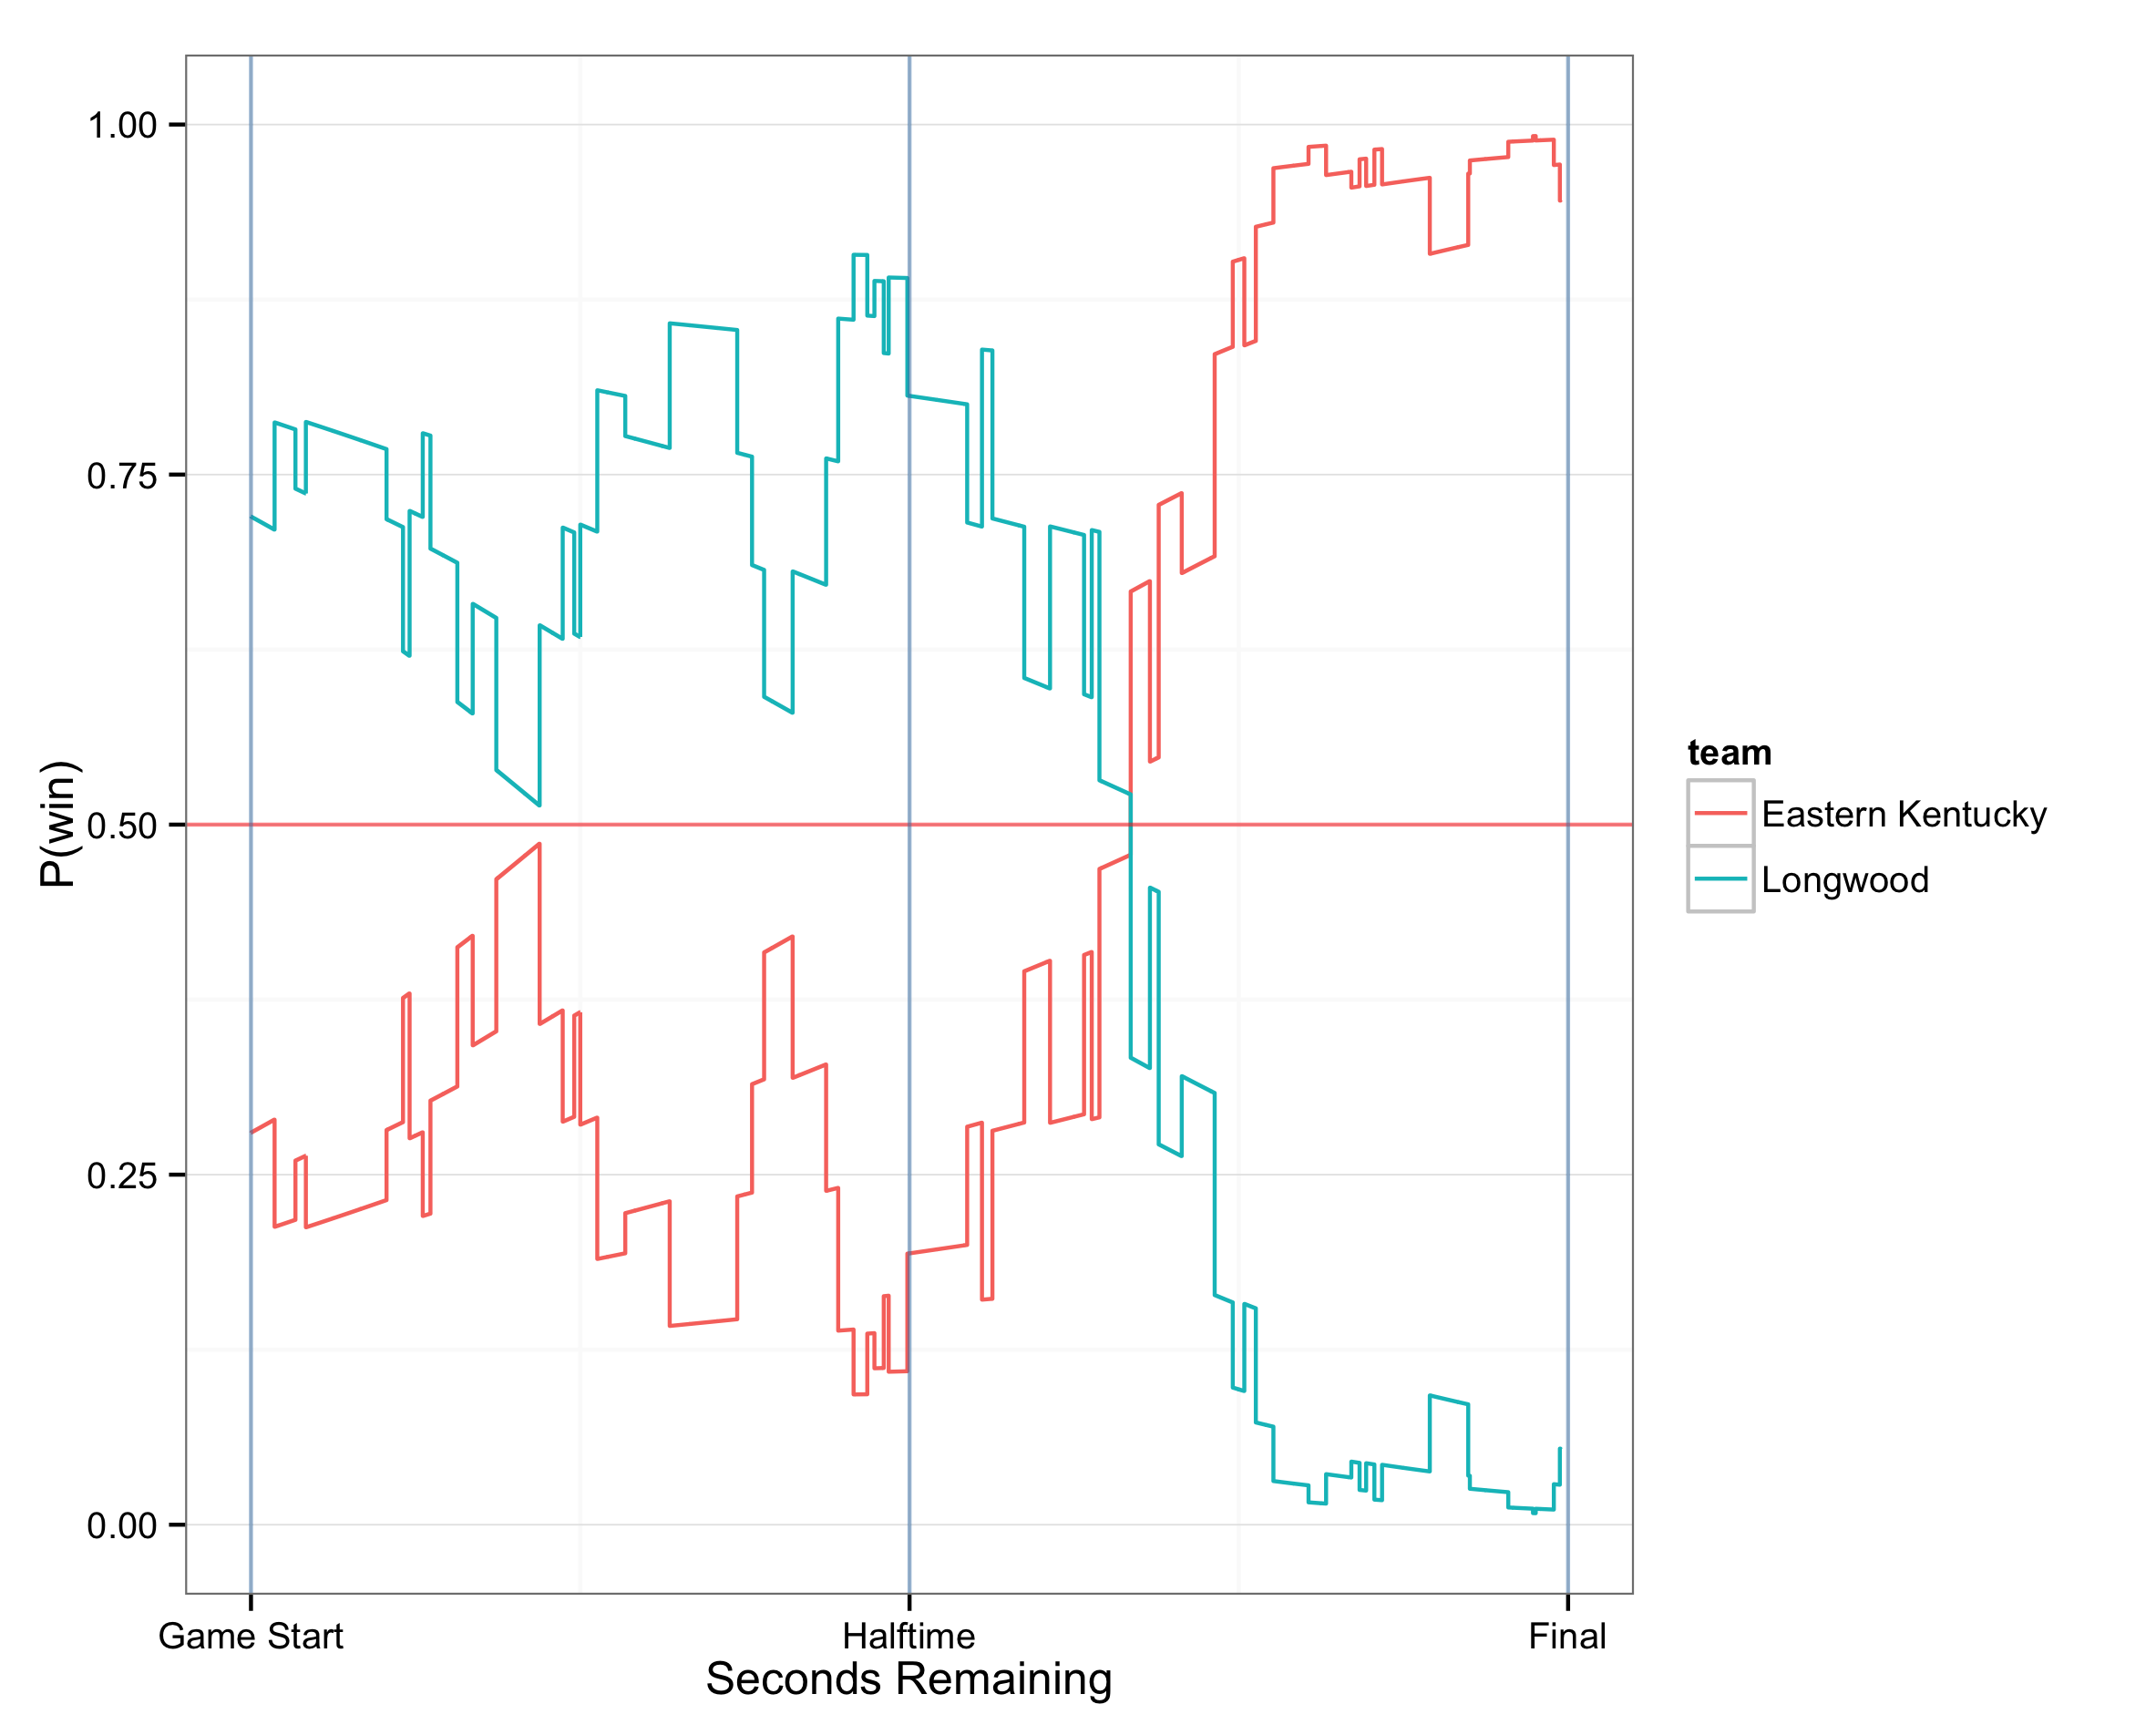 P(win)
1.00
0.75
0.50
0.25
0.00
Game Start
Halftime
Final
Seconds Remaining
team
Eastern Kentucky
Longwood